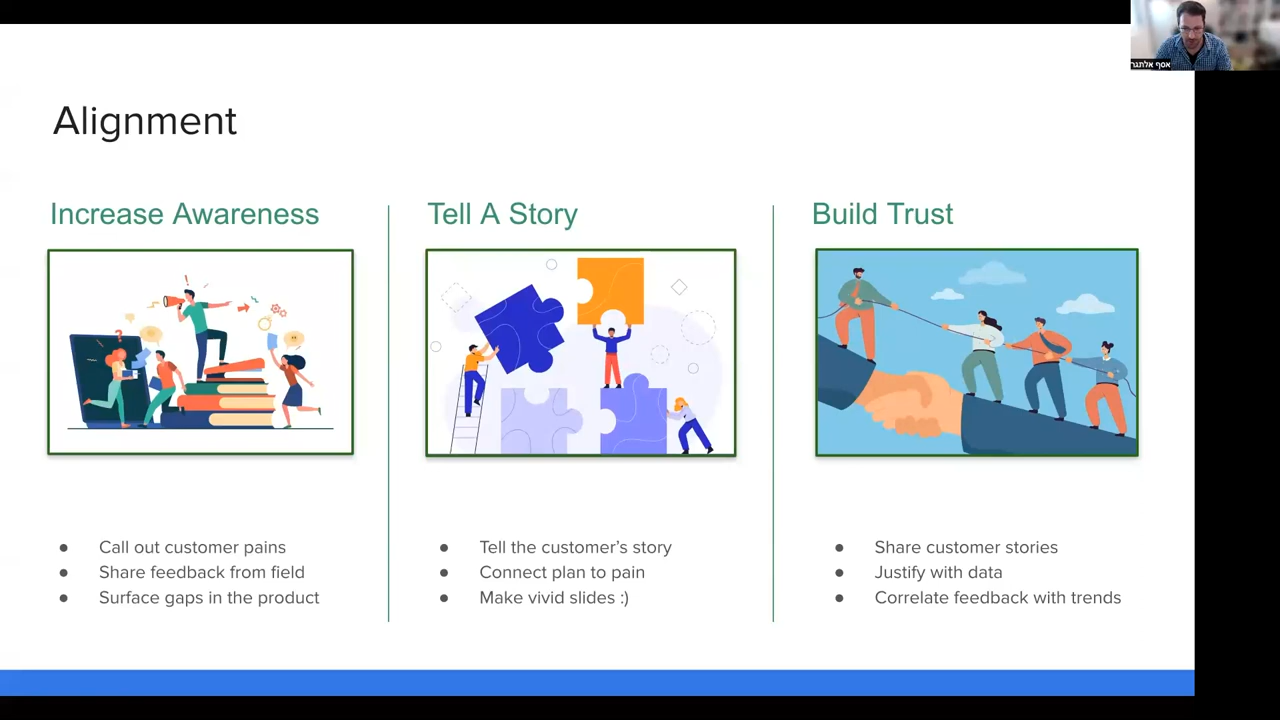 אסף אלתגר
Alignment
Increase Awareness
Tell A Story
Build Trust
● Call out customer pains
● Share feedback from field
● Surface gaps in the product
● Tell the customer's story
● Connect plan to pain
● Make vivid slides :)
● Share customer stories
● Justify with data
● Correlate feedback with trends